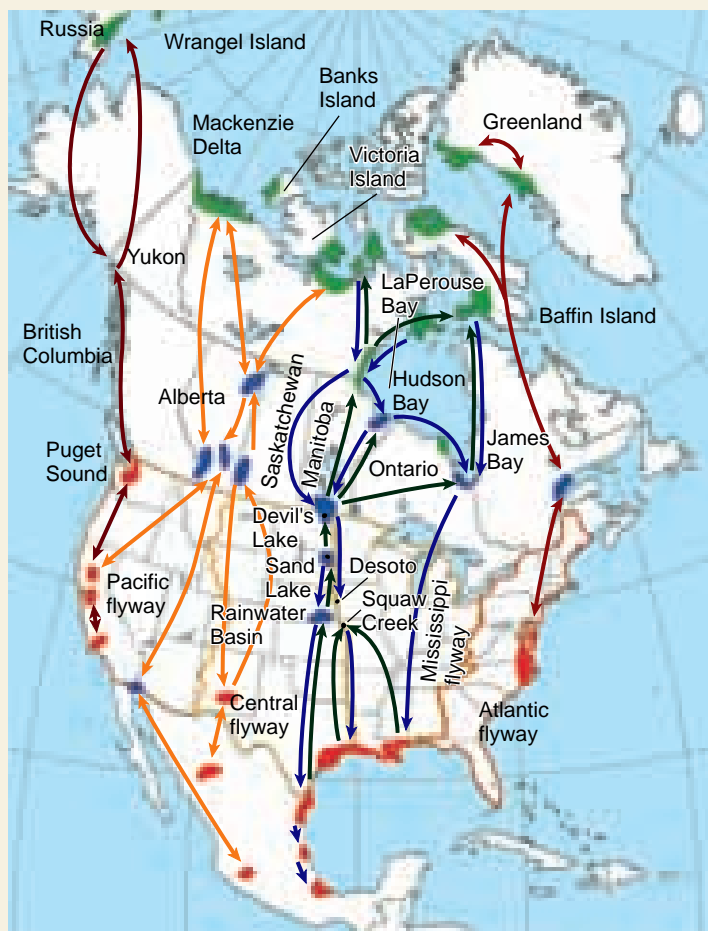 Russia
Wrangel Island
Banks
Island
Mackenzie
Delta
Greenland
Victoria
Island
Yukon
LaPerouse
Bay
Baffin Island
British
Columbia
Alberta
Saskatchewan
Manitoba
Hudson
Bay
Puget
Sound
Ontario
James
Bay
Devil's
Lake
Sand
Lake
Desoto
Pacific
flyway
Rainwater
Basin
Squaw
Creek
Mississippi
flyway
Central
flyway
Atlantic
flyway